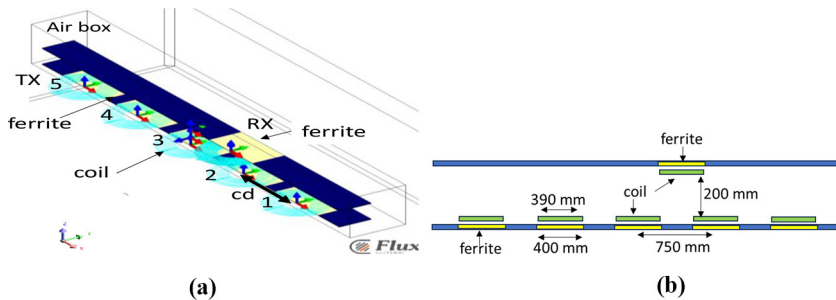 Air box
TX
5
ferrite
4
RX
ferrite
3
coil
2
cd
1
Flux
(a)
ferrite
coil
200 mm
390 mm
400 mm
750 mm
ferrite
(b)